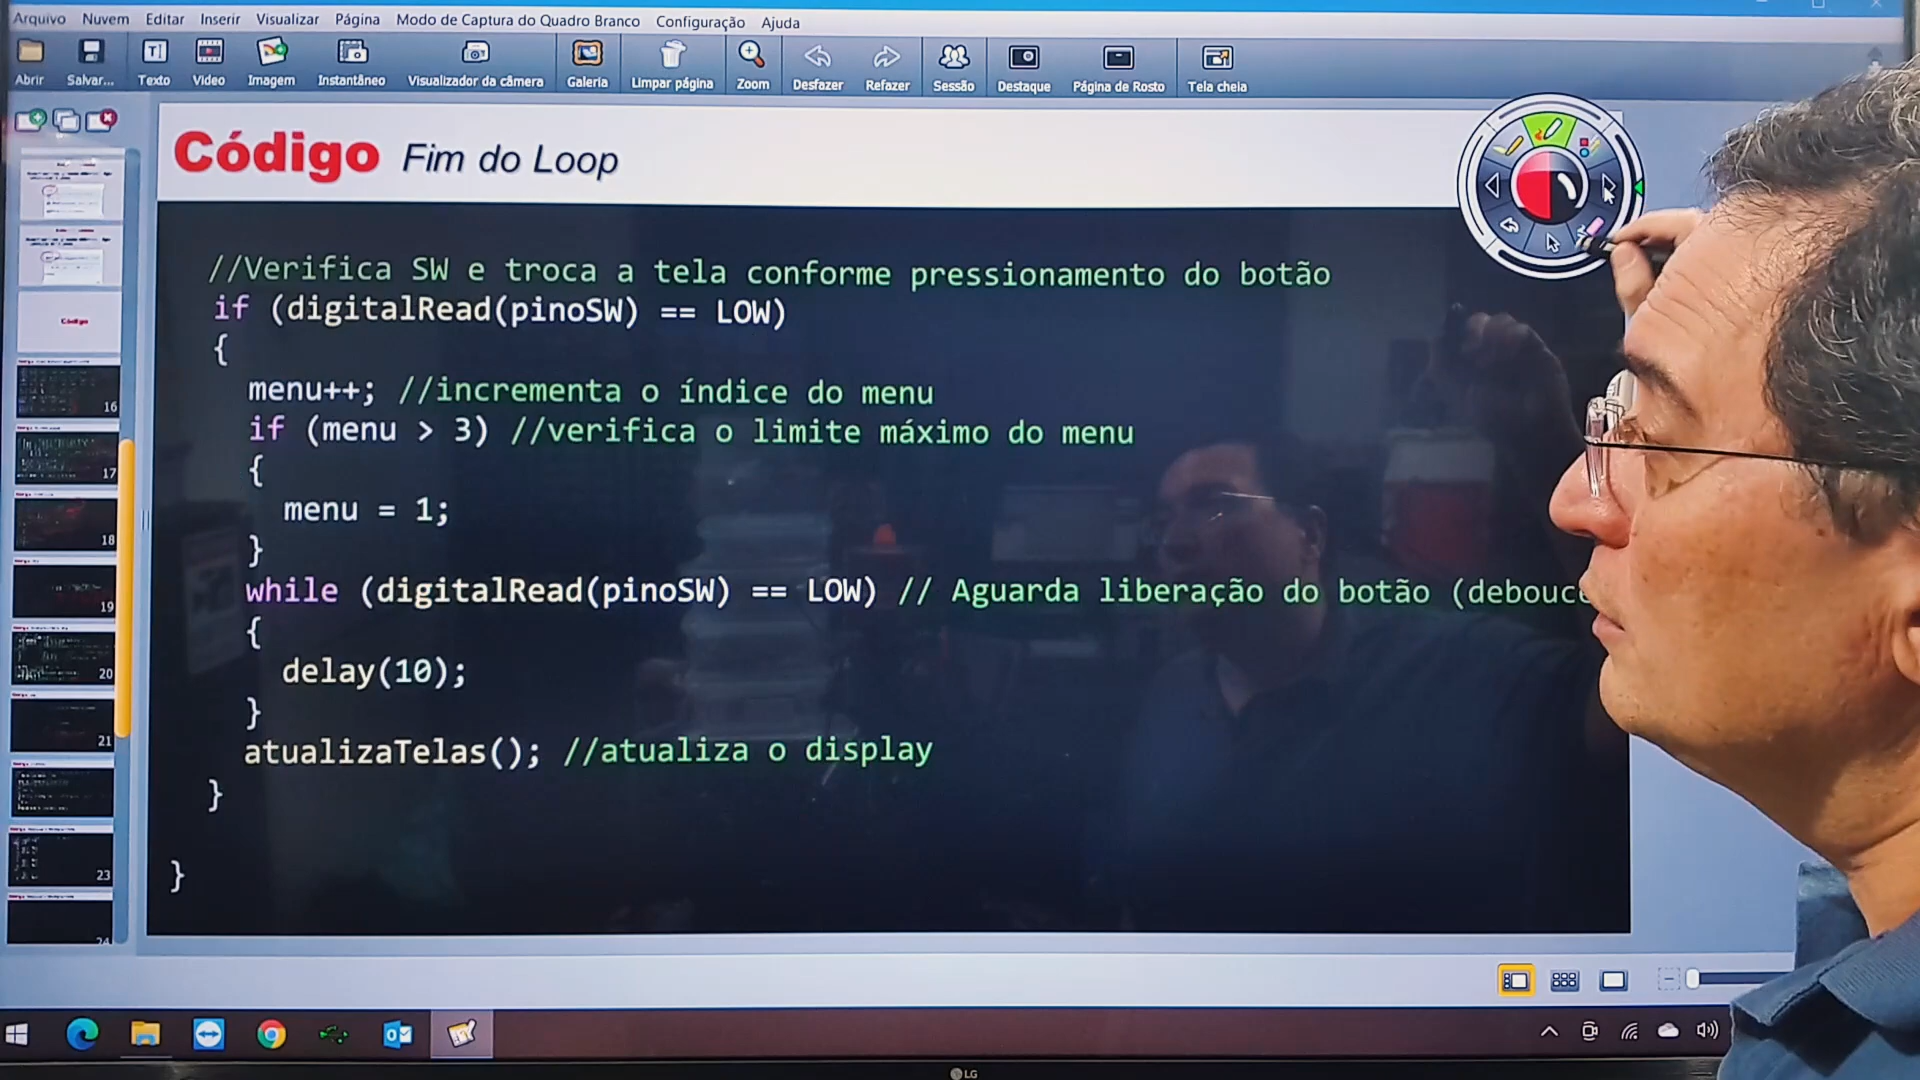 Arquivo Nuvem Editar Inserir Visualizar Página Modo de Captura do Quadro Branco Configuração Ajuda
Abrir Salvar... Texto Video Imagem Instantâneo Visualizador da câmera Galeria Limpar página Zoom Desfazer Refazer Sessão Destaque Página de Rosto Tela cheia
Código Fim do Loop
//Verifica SW e troca a tela conforme pressionamento do botão
if (digitalRead(pinoSW) == LOW)
{
menu++; //incrementa o índice do menu
if (menu > 3) //verifica o limite máximo do menu
{
menu = 1;
}
while (digitalRead(pinoSW) == LOW) // Aguarda liberação do botão (debouc
{
delay(10);
}
atualizaTelas(); //atualiza o display
}
}
Código
16
17
18
19
20
21
23
24
LG